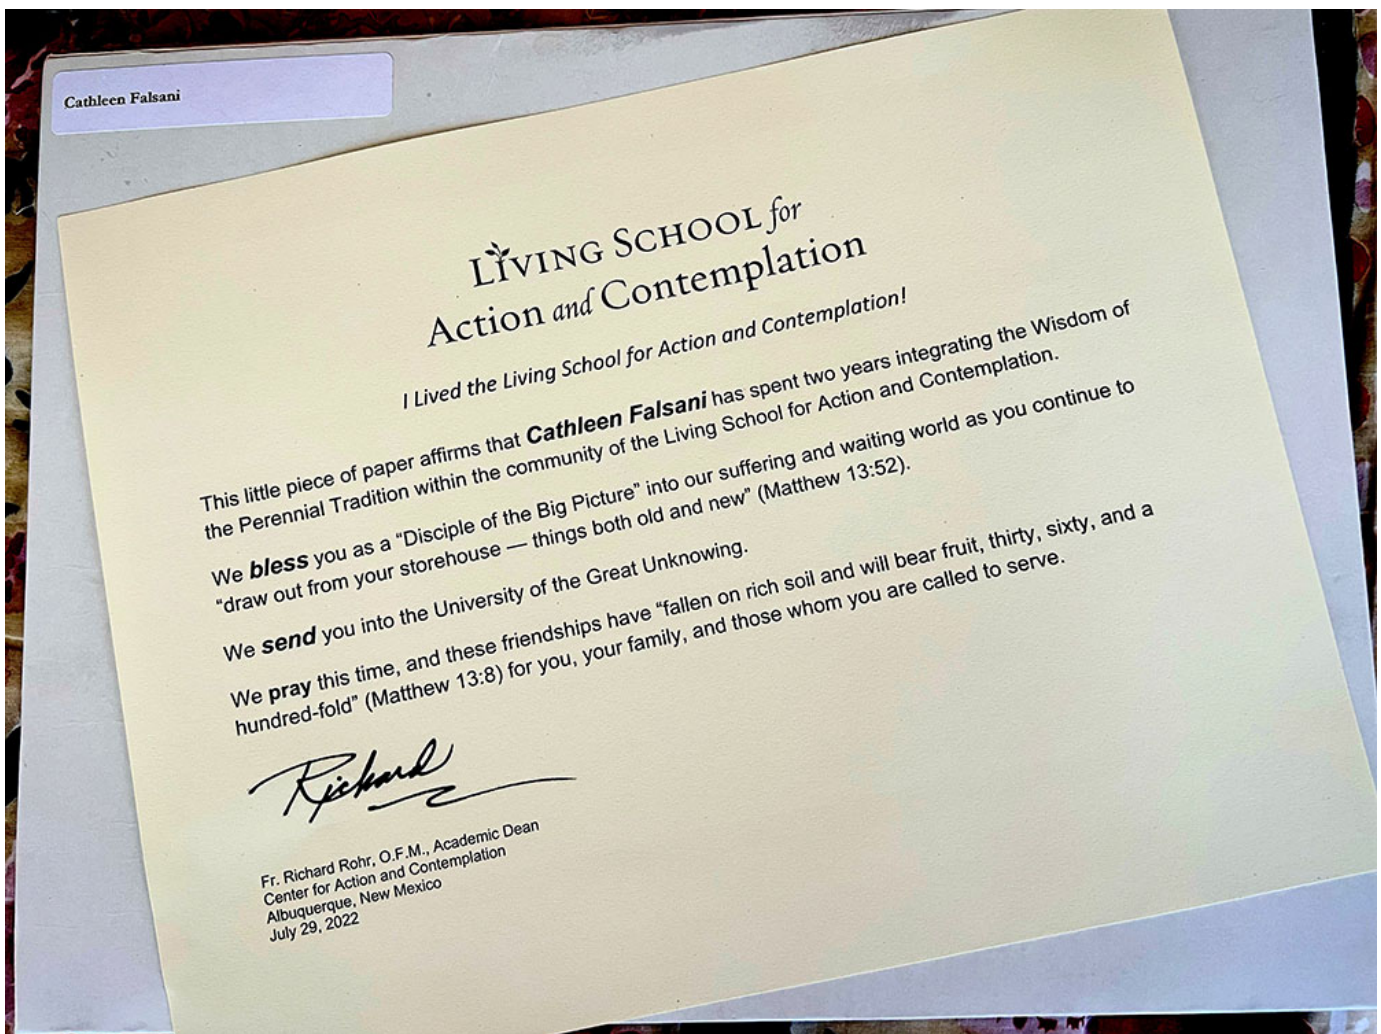 Cathleen Falsani
LIVING SCHOOL for
Action and Contemplation
I Lived the Living School for Action and Contemplation!
This little piece of paper affirms that Cathleen Falsani has spent two years integrating the Wisdom of
the Perennial Tradition within the community of the Living School for Action and Contemplation.
We bless you as a “Disciple of the Big Picture” into our suffering and waiting world as you continue to
“draw out from your storehouse — things both old and new” (Matthew 13:52).
We send you into the University of the Great Unknowing.
We pray this time, and these friendships have “fallen on rich soil and will bear fruit, thirty, sixty, and a
hundred-fold” (Matthew 13:8) for you, your family, and those whom you are called to serve.
Richard
Fr. Richard Rohr, O.F.M., Academic Dean
Center for Action and Contemplation
Albuquerque, New Mexico
July 29, 2022